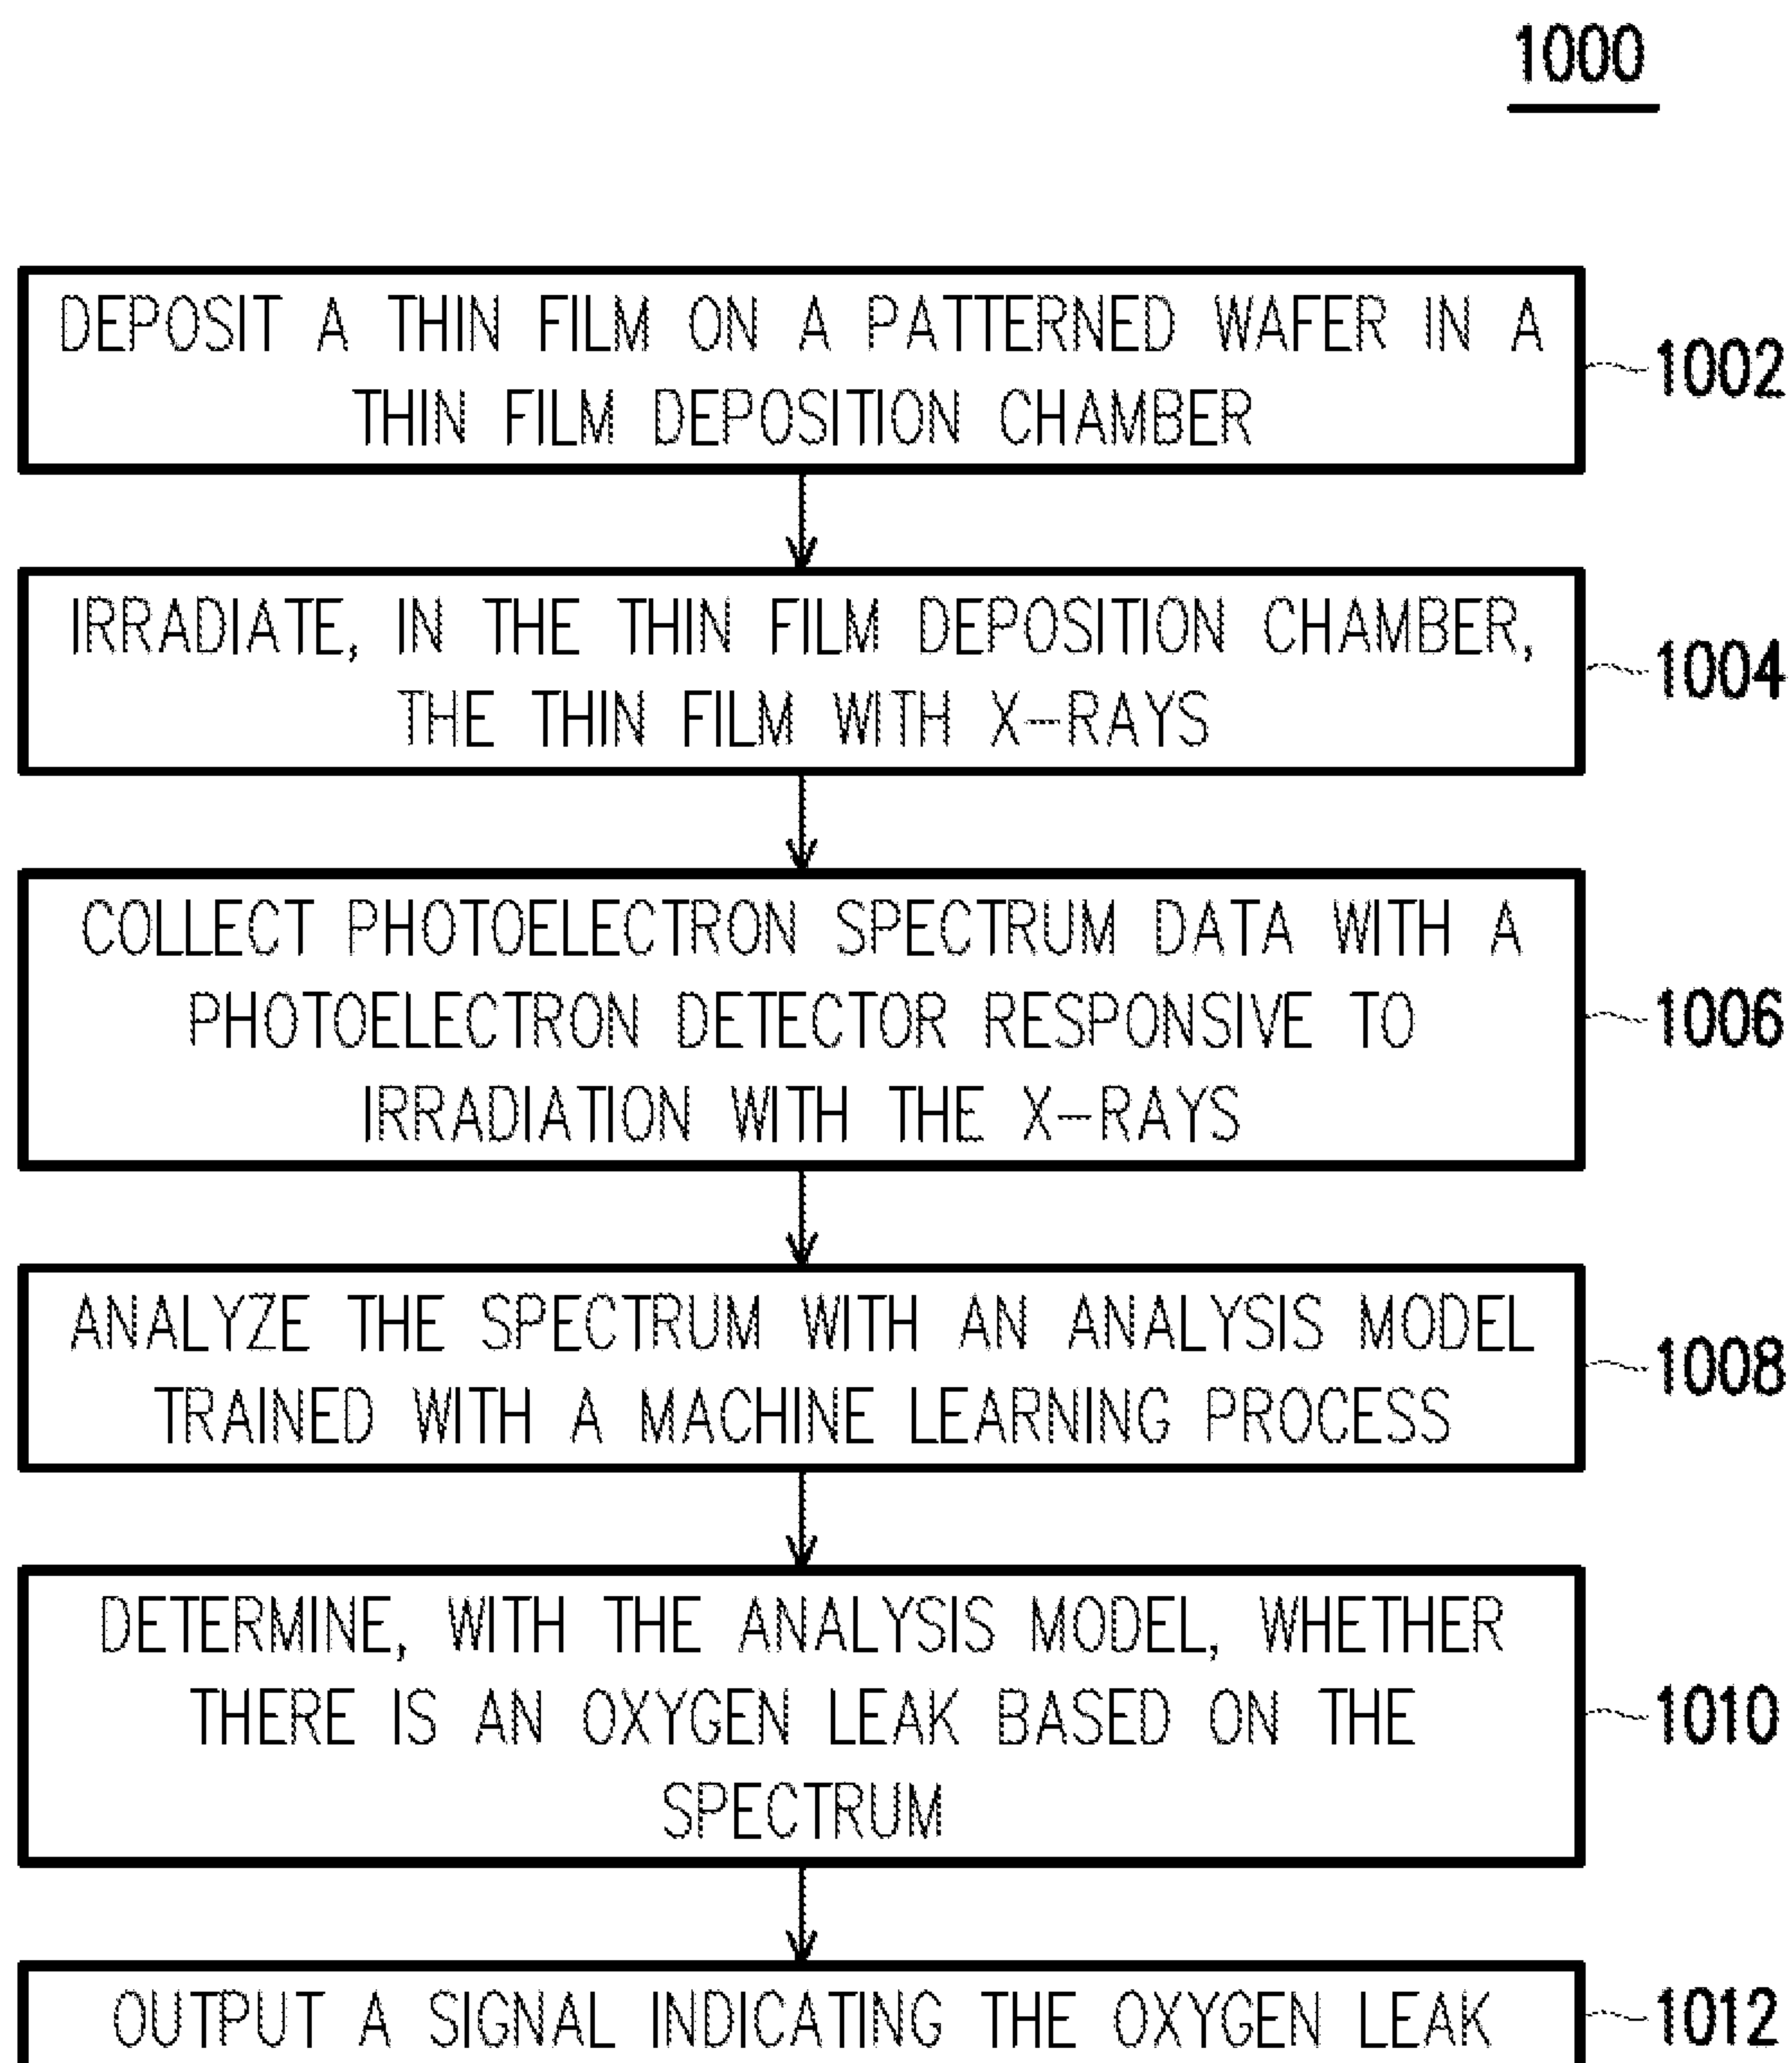 1000
DEPOSIT A THIN FILM ON A PATTERNED WAFER IN A
THIN FILM DEPOSITION CHAMBER
1002
IRRADIATE, IN THE THIN FILM DEPOSITION CHAMBER,
THE THIN FILM WITH X-RAYS
1004
COLLECT PHOTOELECTRON SPECTRUM DATA WITH A
PHOTOELECTRON DETECTOR RESPONSIVE TO
IRRADIATION WITH THE X-RAYS
1006
ANALYZE THE SPECTRUM WITH AN ANALYSIS MODEL
TRAINED WITH A MACHINE LEARNING PROCESS
1008
DETERMINE, WITH THE ANALYSIS MODEL, WHETHER
THERE IS AN OXYGEN LEAK BASED ON THE
SPECTRUM
1010
OUTPUT A SIGNAL INDICATING THE OXYGEN LEAK
1012